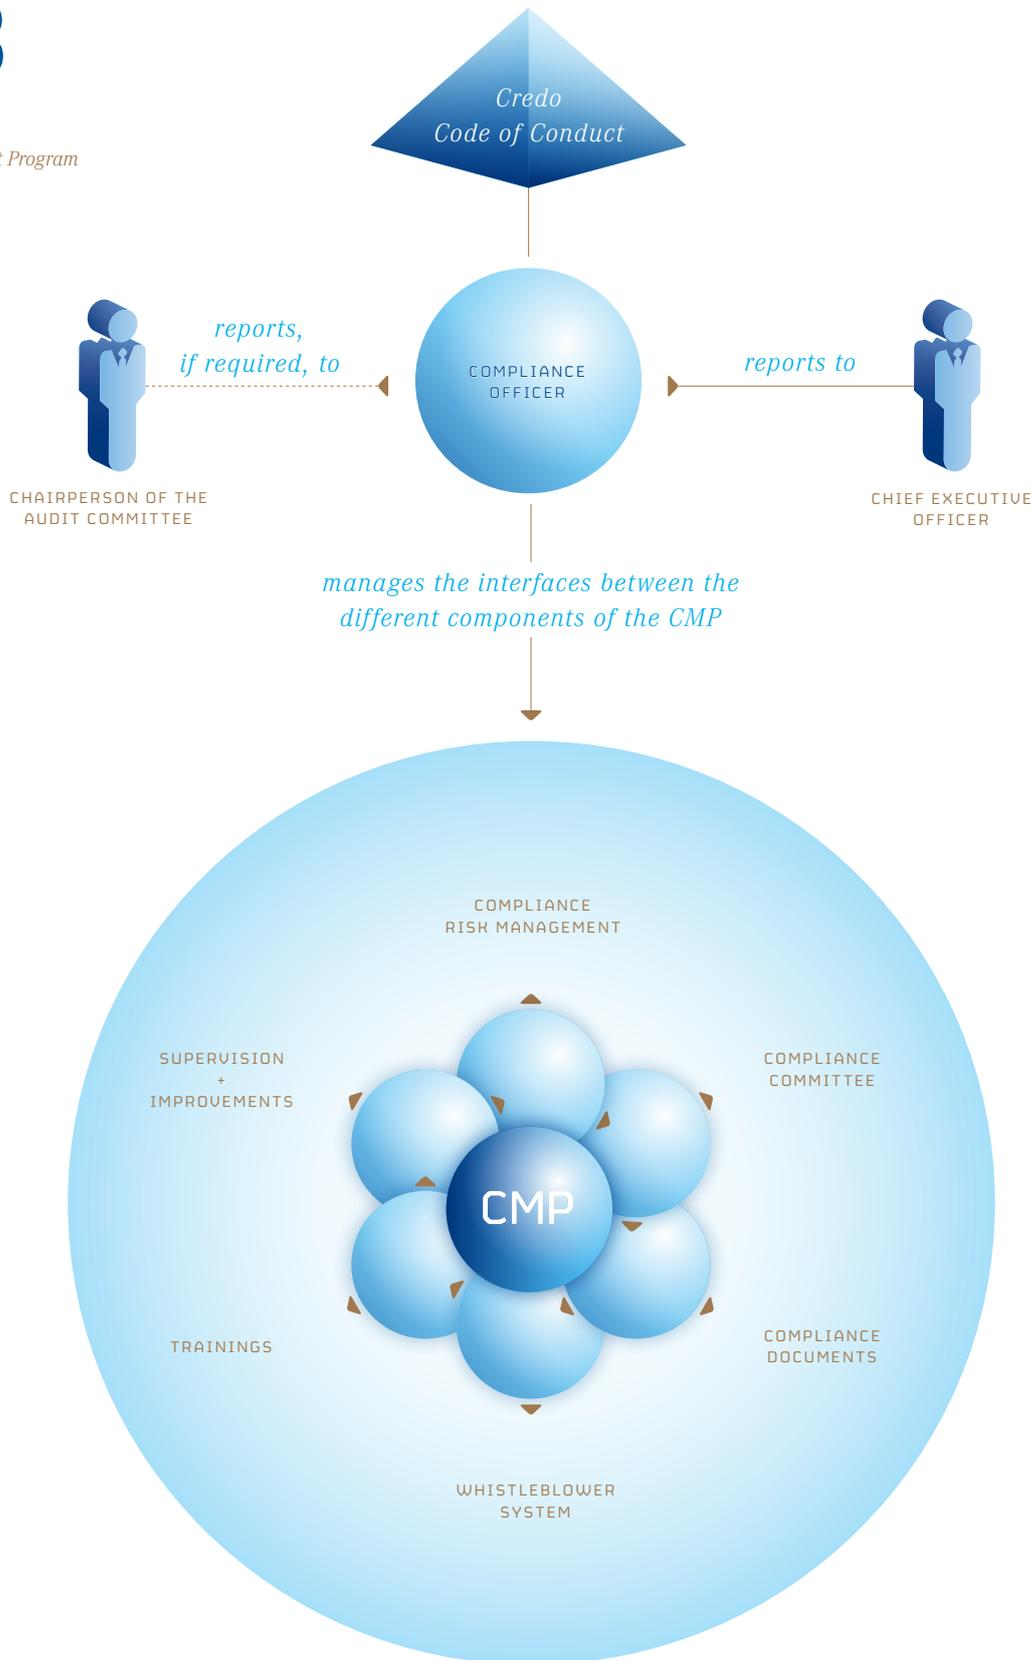 t Program
Credo
Code of Conduct
reports,
if required, to
COMPLIANCE
OFFICER
reports to
CHAIRPERSON OF THE
AUDIT COMMITTEE
CHIEF EXECUTIVE
OFFICER
manages the interfaces between the
different components of the CMP
COMPLIANCE
RISK MANAGEMENT
SUPERVISION
+
IMPROVEMENTS
COMPLIANCE
COMMITTEE
CMP
TRAININGS
COMPLIANCE
DOCUMENTS
WHISTLEBLOWER
SYSTEM